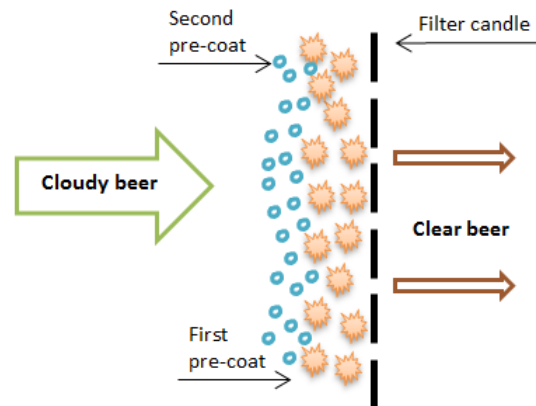 Second
pre-coat
Filter candle
Cloudy beer
Clear beer
First
pre-coat